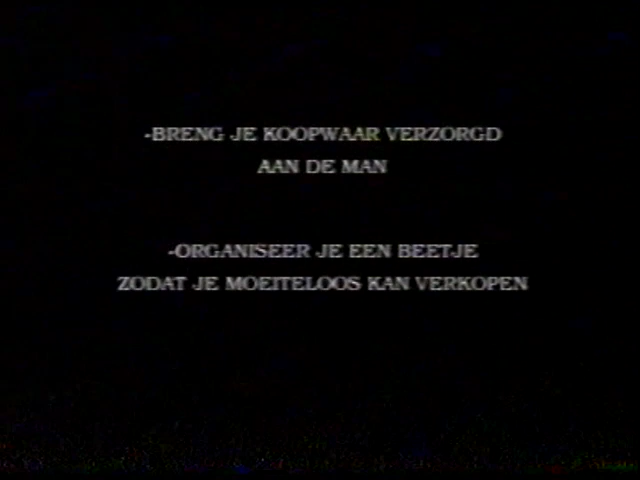 -BRENG JE KOOPWAAR VERZORGD
AAN DE MAN
-ORGANISEER JE EEN BEETJE
ZODAT JE MOEITELOOS KAN VERKOPEN